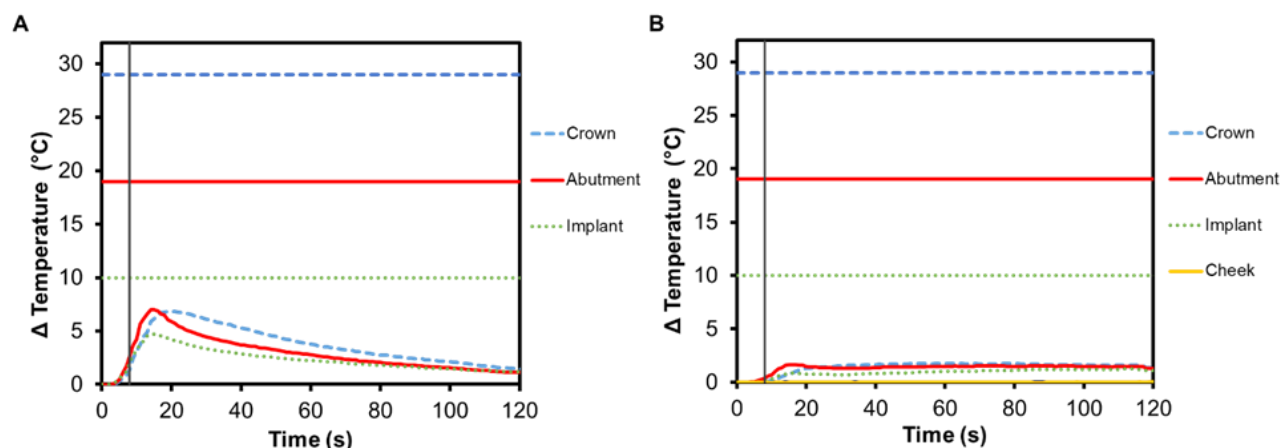 A
Δ Temperature (°C)
30
25
20
15
10
5
0
0 20 40 60 80 100 120
Time (s)
Crown
Abutment
Implant
B
Δ Temperature (°C)
30
25
20
15
10
5
0
0 20 40 60 80 100 120
Time (s)
Crown
Abutment
Implant
Cheek